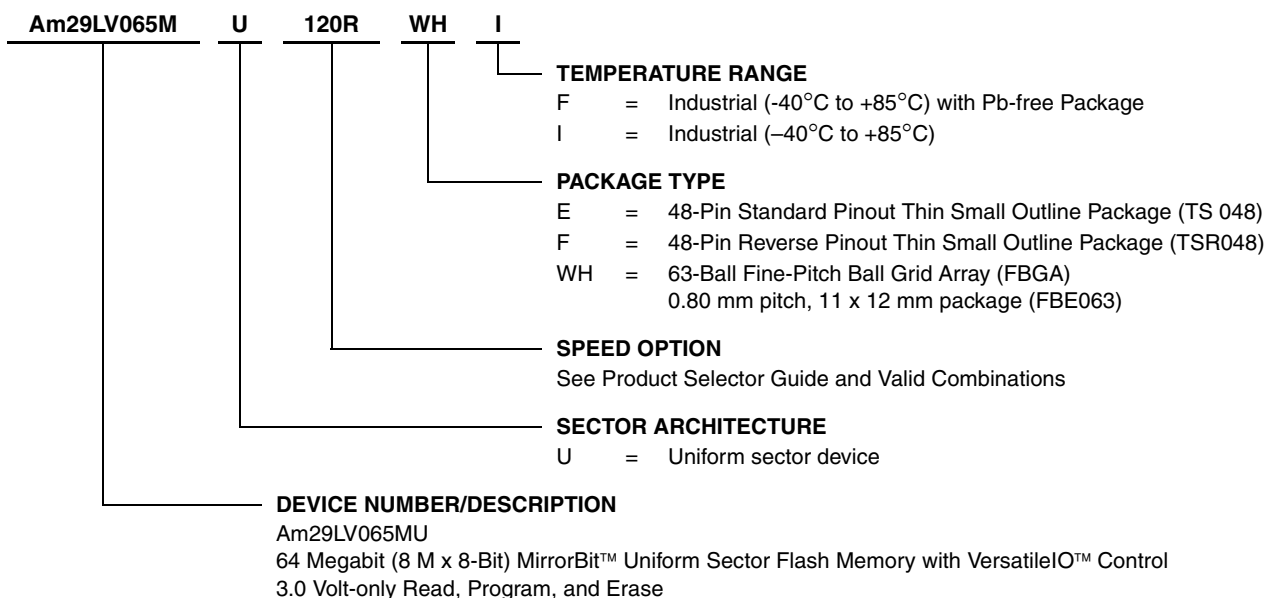 Am29LV065M U 120R WH I
TEMPERATURE RANGE
F = Industrial (-40°C to +85°C) with Pb-free Package
I = Industrial (–40°C to +85°C)
PACKAGE TYPE
E = 48-Pin Standard Pinout Thin Small Outline Package (TS 048)
F = 48-Pin Reverse Pinout Thin Small Outline Package (TSR048)
WH = 63-Ball Fine-Pitch Ball Grid Array (FBGA)
0.80 mm pitch, 11 x 12 mm package (FBE063)
SPEED OPTION
See Product Selector Guide and Valid Combinations
SECTOR ARCHITECTURE
U = Uniform sector device
DEVICE NUMBER/DESCRIPTION
Am29LV065MU
64 Megabit (8 M x 8-Bit) MirrorBit™ Uniform Sector Flash Memory with VersatileIO™ Control
3.0 Volt-only Read, Program, and Erase